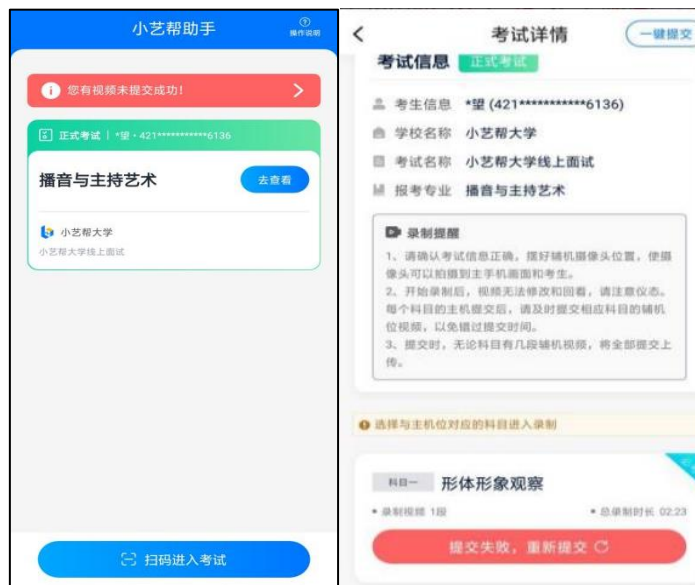 小艺帮助手
操作说明
您有视频未提交成功!
正式考试 | *望 · 421***********6136
播音与主持艺术
去查看
小艺帮大学
小艺帮大学线上面试
扫码进入考试
考试详情
一键提交
考试信息 正式考试
考生信息 *望 (421***********6136)
学校名称 小艺帮大学
考试名称 小艺帮大学线上面试
报考专业 播音与主持艺术
录制提醒
1、请确认考试信息正确,摆好辅机摄像头位置,使摄
像头可以拍摄到主手机画面和考生。
2、开始录制后,视频无法修改和回看,请注意仪态。
每个科目的主机提交后,请及时提交相应科目的辅机
位视频,以免错过提交时间。
3、提交时,无论科目有几段辅机视频,将全部提交上
传。
选择与主机位对应的科目进入录制
科目一 形体形象观察
• 录制视频 1段 • 总录制时长 02:23
提交失败,重新提交